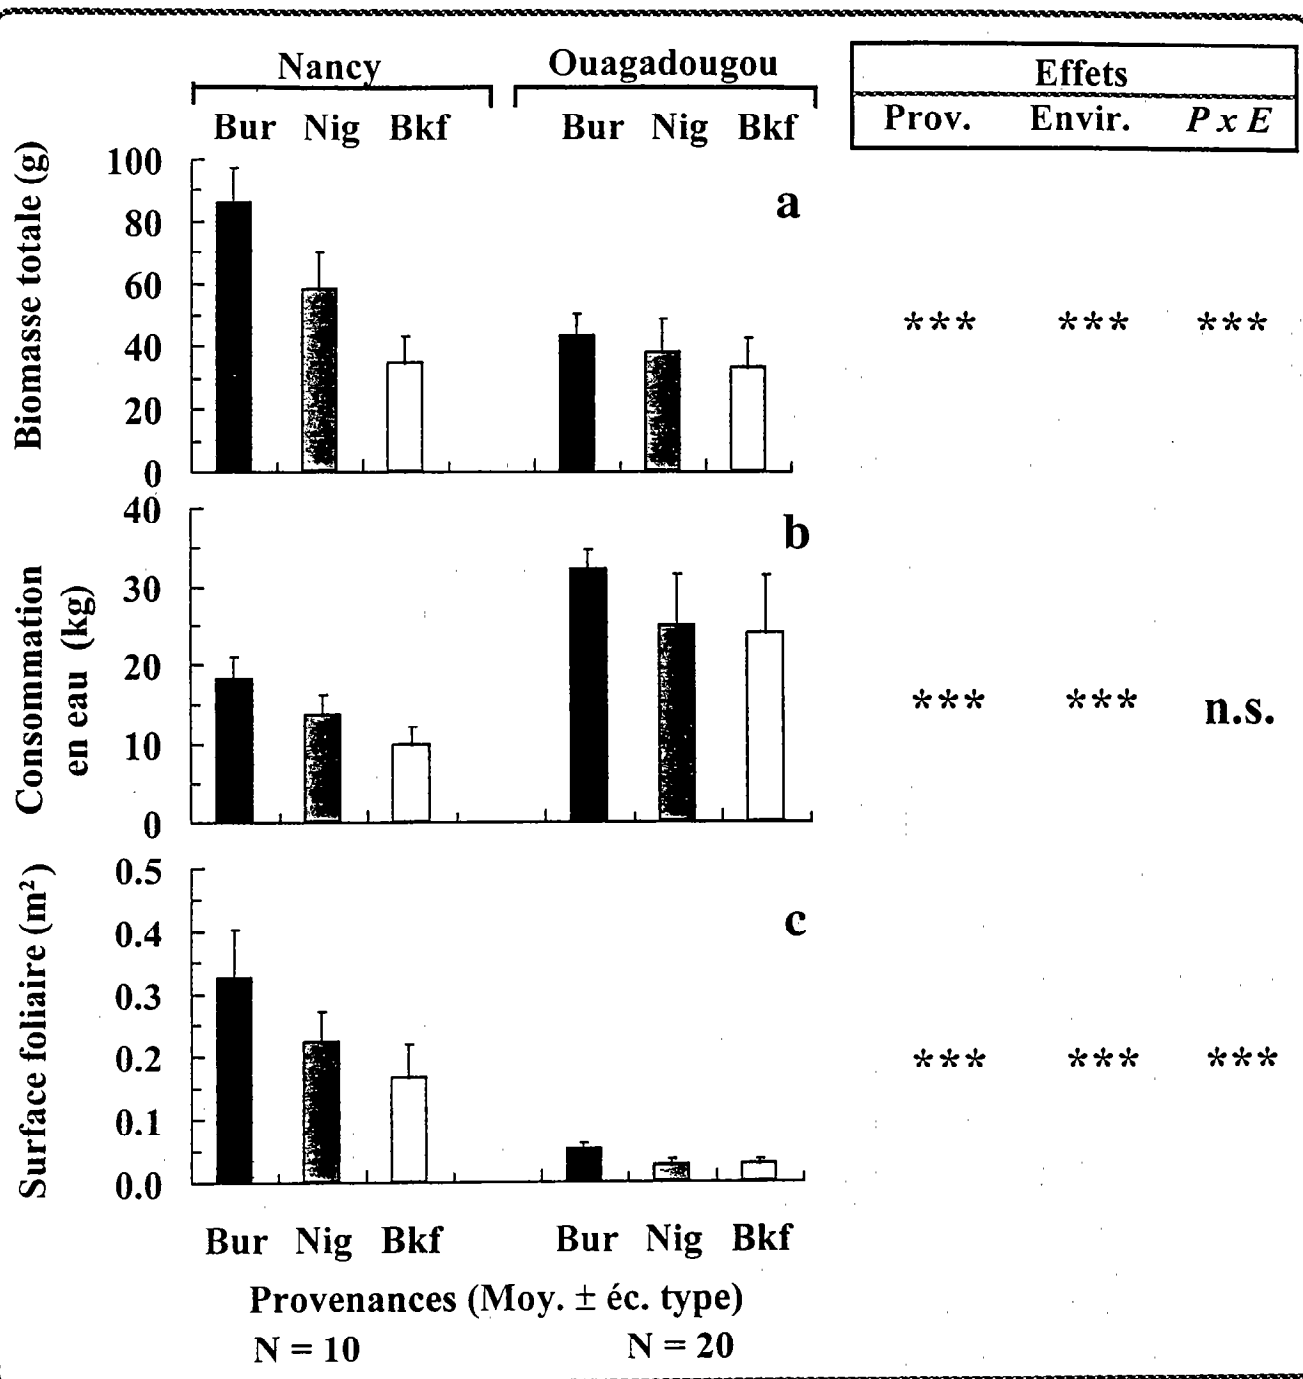 Nancy Ouagadougou Effets
Bur Nig Bkf Bur Nig Bkf Prov. Envir. P x E
Biomasse totale (g)
100
80
60
40
20
0
a
*** *** ***
Consommation
en eau (kg)
40
30
20
10
0
b
*** *** n.s.
Surface foliaire (m²)
0.5
0.4
0.3
0.2
0.1
0.0
c
*** *** ***
Bur Nig Bkf Bur Nig Bkf
Provenances (Moy. ± éc. type)
N = 10 N = 20